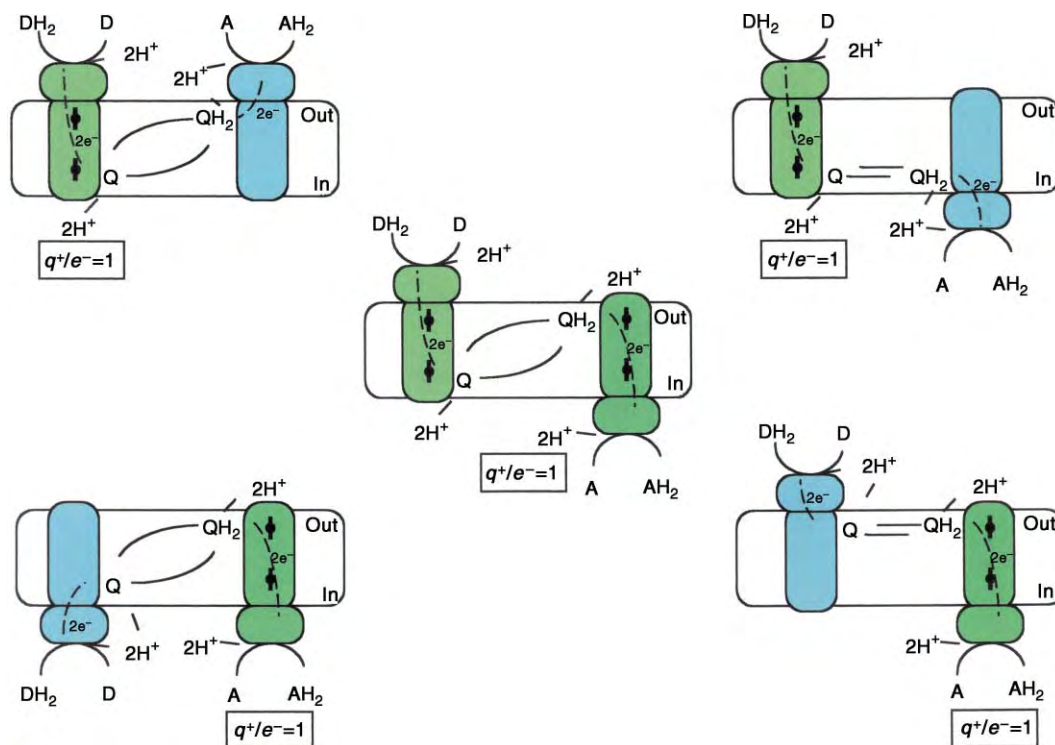 DH₂ D A AH₂
2H⁺
2H⁺
QH₂ 2e⁻ Out
2e⁻
Q In
2H⁺
q⁺/e⁻=1
DH₂ D
2H⁺
Out
2e⁻
Q QH₂ In
2e⁻
2H⁺ 2H⁺
q⁺/e⁻=1
A AH₂
DH₂ D
2H⁺
2H⁺
QH₂ Out
2e⁻ 2e⁻
Q In
2H⁺ 2H⁺
q⁺/e⁻=1
A AH₂
2H⁺
QH₂ Out
2e⁻
Q In
2e⁻ 2H⁺ 2H⁺
DH₂ D A AH₂
q⁺/e⁻=1
DH₂ D
2H⁺
2e⁻ 2H⁺
Q QH₂ Out
2e⁻
In
2H⁺
A AH₂
q⁺/e⁻=1